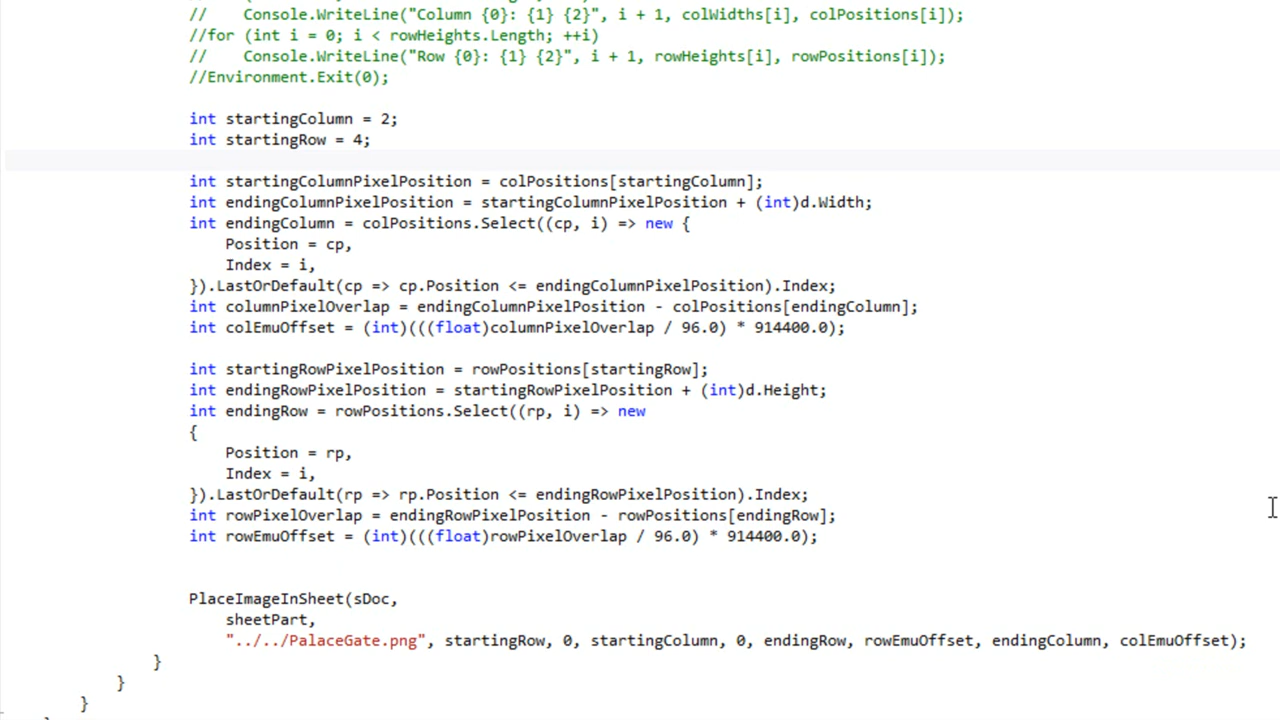 //    Console.WriteLine("Column {0}: {1} {2}", i + 1, colWidths[i], colPositions[i]);
//for (int i = 0; i < rowHeights.Length; ++i)
//    Console.WriteLine("Row {0}: {1} {2}", i + 1, rowHeights[i], rowPositions[i]);
//Environment.Exit(0);
int startingColumn = 2;
int startingRow = 4;
int startingColumnPixelPosition = colPositions[startingColumn];
int endingColumnPixelPosition = startingColumnPixelPosition + (int)d.Width;
int endingColumn = colPositions.Select((cp, i) => new {
    Position = cp,
    Index = i,
}).LastOrDefault(cp => cp.Position <= endingColumnPixelPosition).Index;
int columnPixelOverlap = endingColumnPixelPosition - colPositions[endingColumn];
int colEmuOffset = (int)(((float)columnPixelOverlap / 96.0) * 914400.0);
int startingRowPixelPosition = rowPositions[startingRow];
int endingRowPixelPosition = startingRowPixelPosition + (int)d.Height;
int endingRow = rowPositions.Select((rp, i) => new
{
    Position = rp,
    Index = i,
}).LastOrDefault(rp => rp.Position <= endingRowPixelPosition).Index;
int rowPixelOverlap = endingRowPixelPosition - rowPositions[endingRow];
int rowEmuOffset = (int)(((float)rowPixelOverlap / 96.0) * 914400.0);
PlaceImageInSheet(sDoc,
    sheetPart,
    "../../PalaceGate.png", startingRow, 0, startingColumn, 0, endingRow, rowEmuOffset, endingColumn, colEmuOffset);
}
}
}